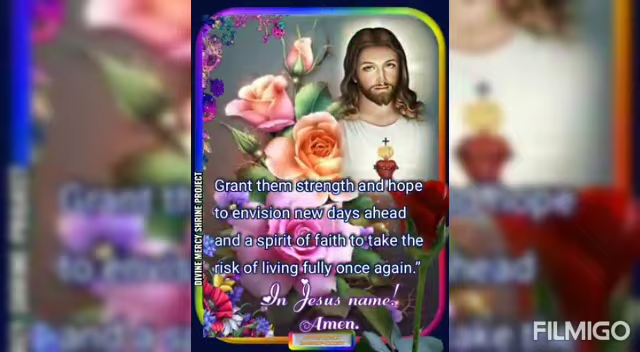 Grant them strength and hope
to envision new days ahead
and a spirit of faith to take the
risk of living fully once again.”
In Jesus name!
Amen.
DIVINE MERCY SHRINE PROJECT
FILMIGO